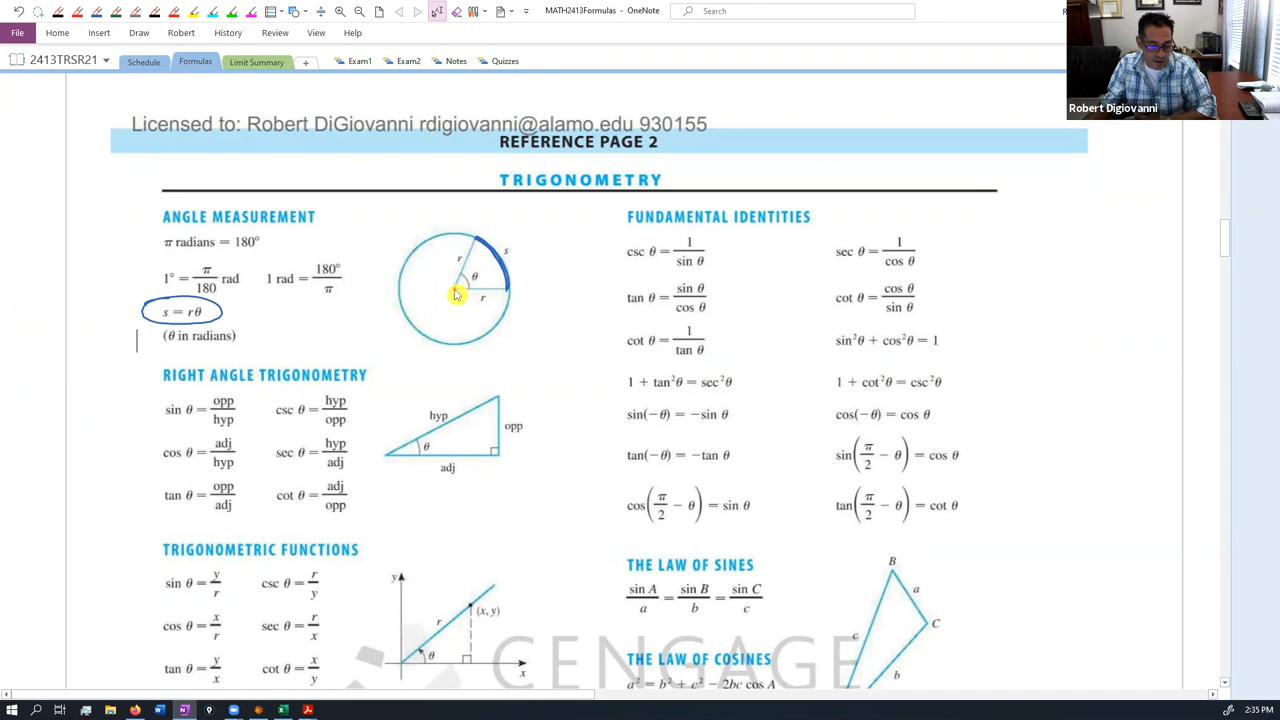 MATH2413Formulas - OneNote
Search
File Home Insert Draw Robert History Review View Help
2413TRSR21 Schedule Formulas Limit Summary + Exam1 Exam2 Notes Quizzes
Robert Digiovanni
Licensed to: Robert DiGiovanni rdigiovanni@alamo.edu 930155
REFERENCE PAGE 2
TRIGONOMETRY
ANGLE MEASUREMENT
π radians = 180°
1° = π/180 rad 1 rad = 180°/π
s = rθ
(θ in radians)
r
θ
s
r
RIGHT ANGLE TRIGONOMETRY
sin θ = opp/hyp csc θ = hyp/opp
cos θ = adj/hyp sec θ = hyp/adj
tan θ = opp/adj cot θ = adj/opp
hyp
opp
θ
adj
TRIGONOMETRIC FUNCTIONS
sin θ = y/r csc θ = r/y
cos θ = x/r sec θ = r/x
tan θ = y/x cot θ = x/y
y
(x, y)
r
θ
x
FUNDAMENTAL IDENTITIES
csc θ = 1/sin θ sec θ = 1/cos θ
tan θ = sin θ/cos θ cot θ = cos θ/sin θ
cot θ = 1/tan θ sin²θ + cos²θ = 1
1 + tan²θ = sec²θ 1 + cot²θ = csc²θ
sin(−θ) = −sin θ cos(−θ) = cos θ
tan(−θ) = −tan θ sin(π/2 − θ) = cos θ
cos(π/2 − θ) = sin θ tan(π/2 − θ) = cot θ
THE LAW OF SINES
sin A/a = sin B/b = sin C/c
B
a
C
c
b
THE LAW OF COSINES
a² = b² + c² − 2bc cos A
CENGAGE
2:35 PM